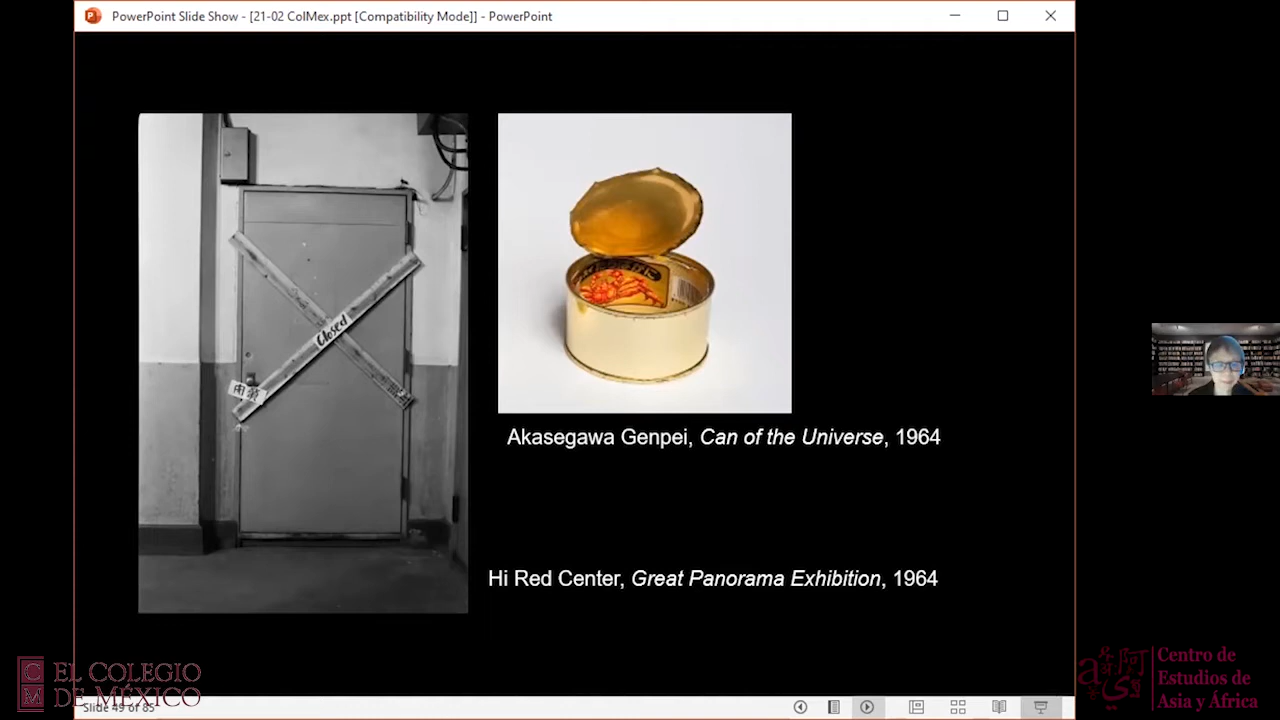 PowerPoint Slide Show - [21-02 ColMex.ppt [Compatibility Mode]] - PowerPoint
Closed
Akasegawa Genpei, Can of the Universe, 1964
Hi Red Center, Great Panorama Exhibition, 1964
C
M
EL COLEGIO
DE MÉXICO
Centro de
Estudios de
Asia y África
Slide 49 of 85